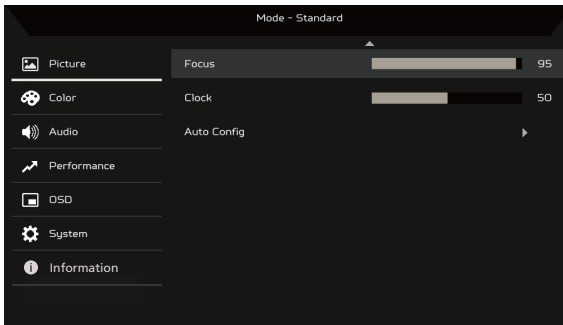 Mode - Standard
Picture
Focus 95
Color
Clock 50
Audio
Auto Config
Performance
OSD
System
Information